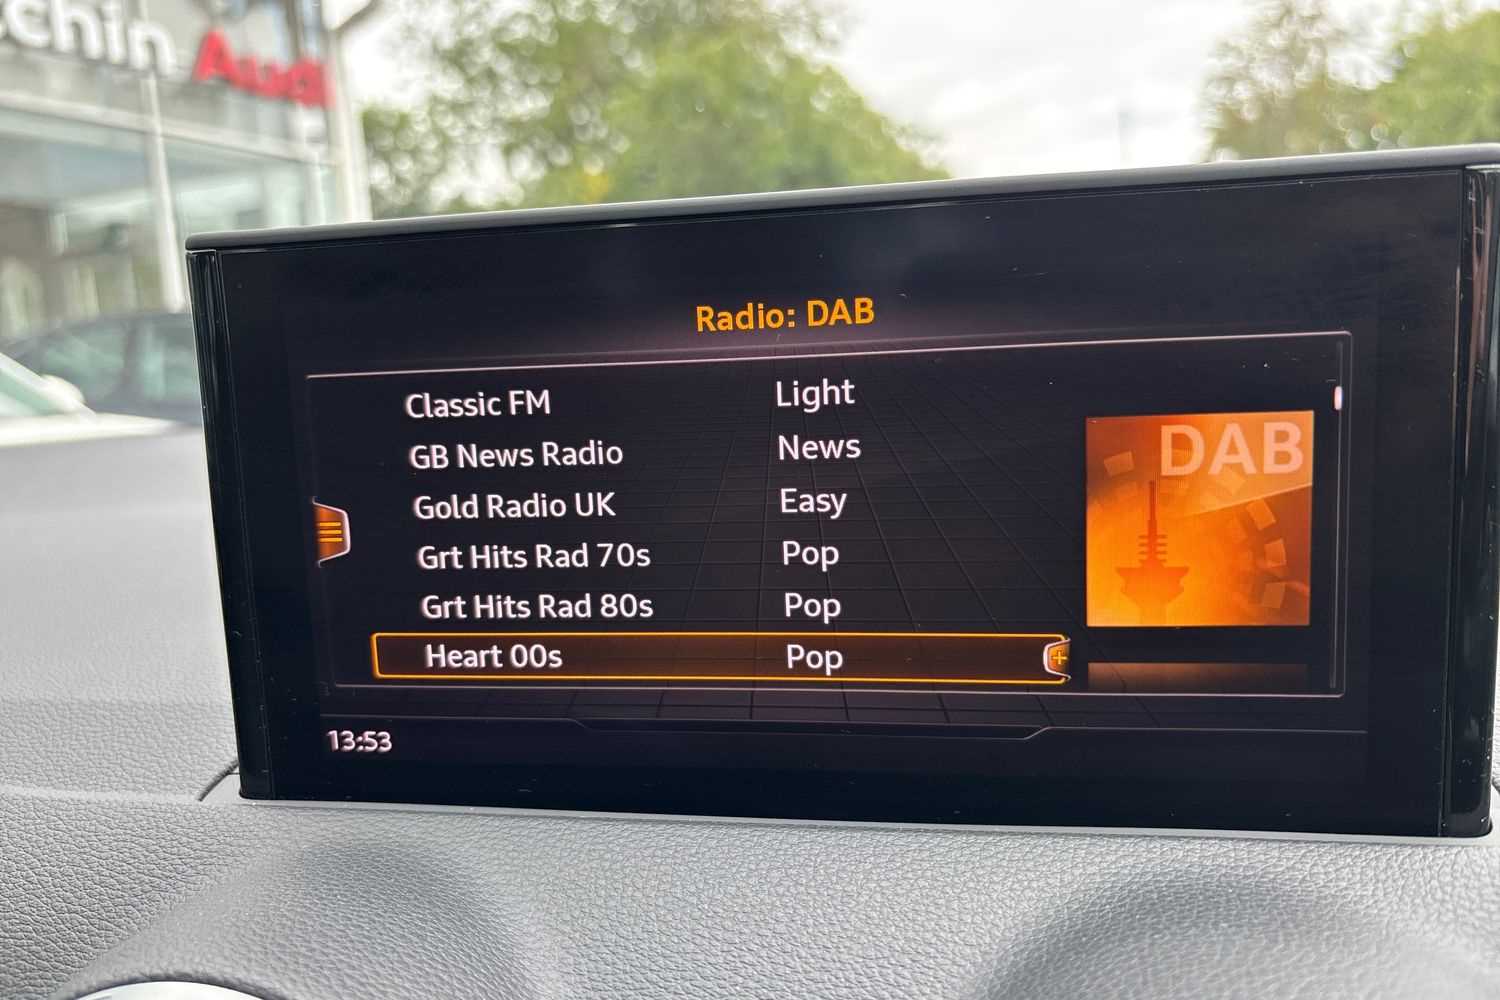 Audi
Radio: DAB
Classic FM Light
GB News Radio News
Gold Radio UK Easy
Grt Hits Rad 70s Pop
Grt Hits Rad 80s Pop
Heart 00s Pop
DAB
13:53